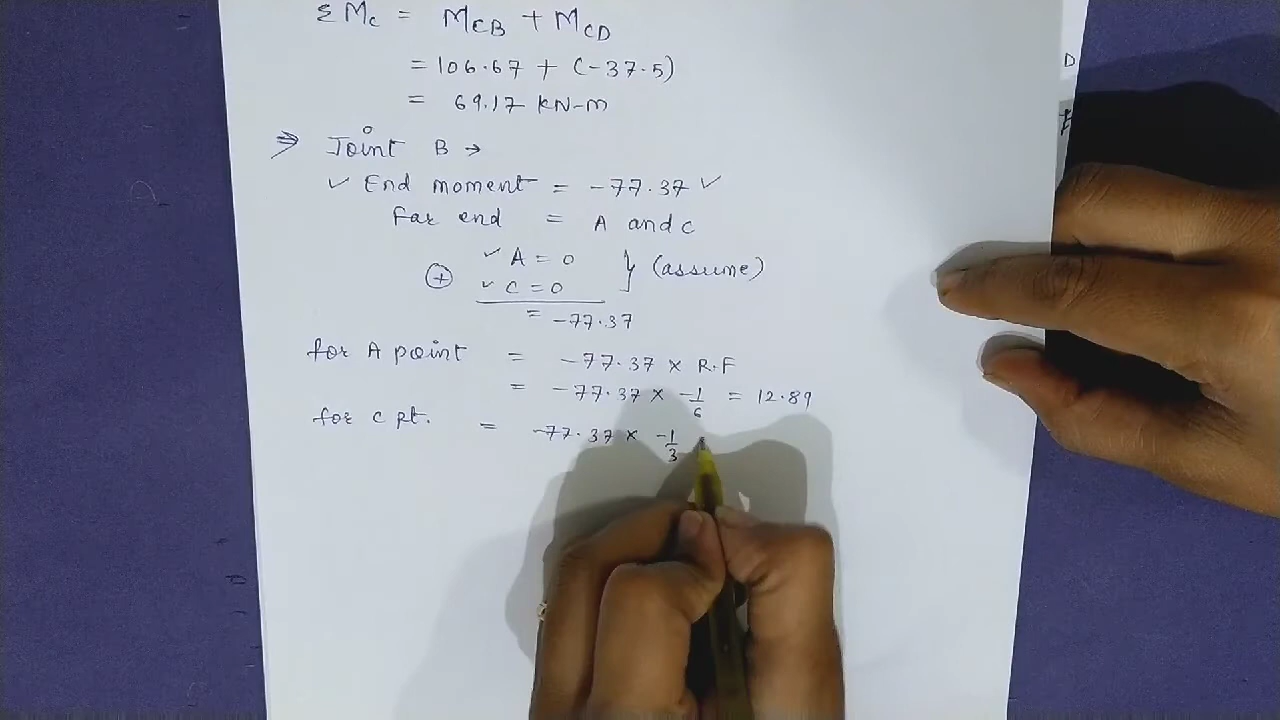 Σ Mc = MCB + MCD
= 106.67 + (-37.5)
= 69.17 kN-m
⇒ Joint B →
✓ End moment = -77.37 ✓
Far end = A and C
✓ A = 0
⊕ ✓ C = 0 } (assume)
= -77.37
for A point = -77.37 × R.F
= -77.37 × -1/6 = 12.89
for C pt. = -77.37 × -1/3
D